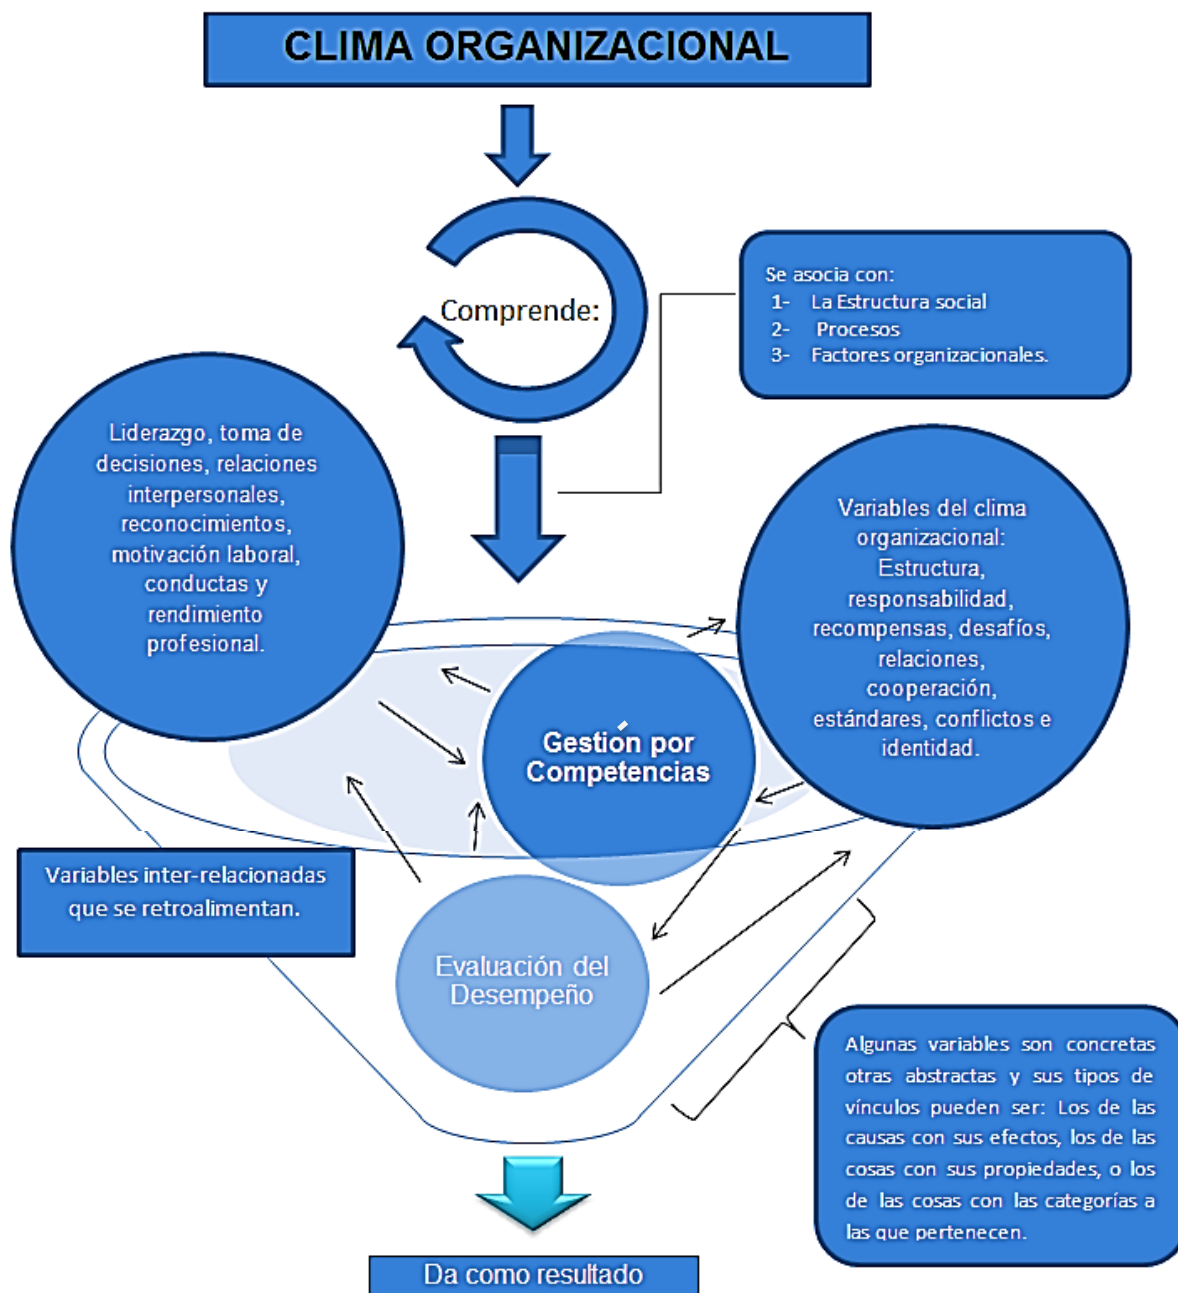 CLIMA ORGANIZACIONAL
Comprende:
Se asocia con:
1- La Estructura social
2- Procesos
3- Factores organizacionales.
Liderazgo, toma de
decisiones, relaciones
interpersonales,
reconocimientos,
motivación laboral,
conductas y
rendimiento
profesional.
Variables del clima
organizacional:
Estructura,
responsabilidad,
recompensas, desafíos,
relaciones,
cooperación,
estándares, conflictos e
identidad.
Gestión por
Competencias
Variables inter-relacionadas
que se retroalimentan.
Evaluación del
Desempeño
Algunas variables son concretas
otras abstractas y sus tipos de
vínculos pueden ser: Los de las
causas con sus efectos, los de las
cosas con sus propiedades, o los
de las cosas con las categorías a
las que pertenecen.
Da como resultado